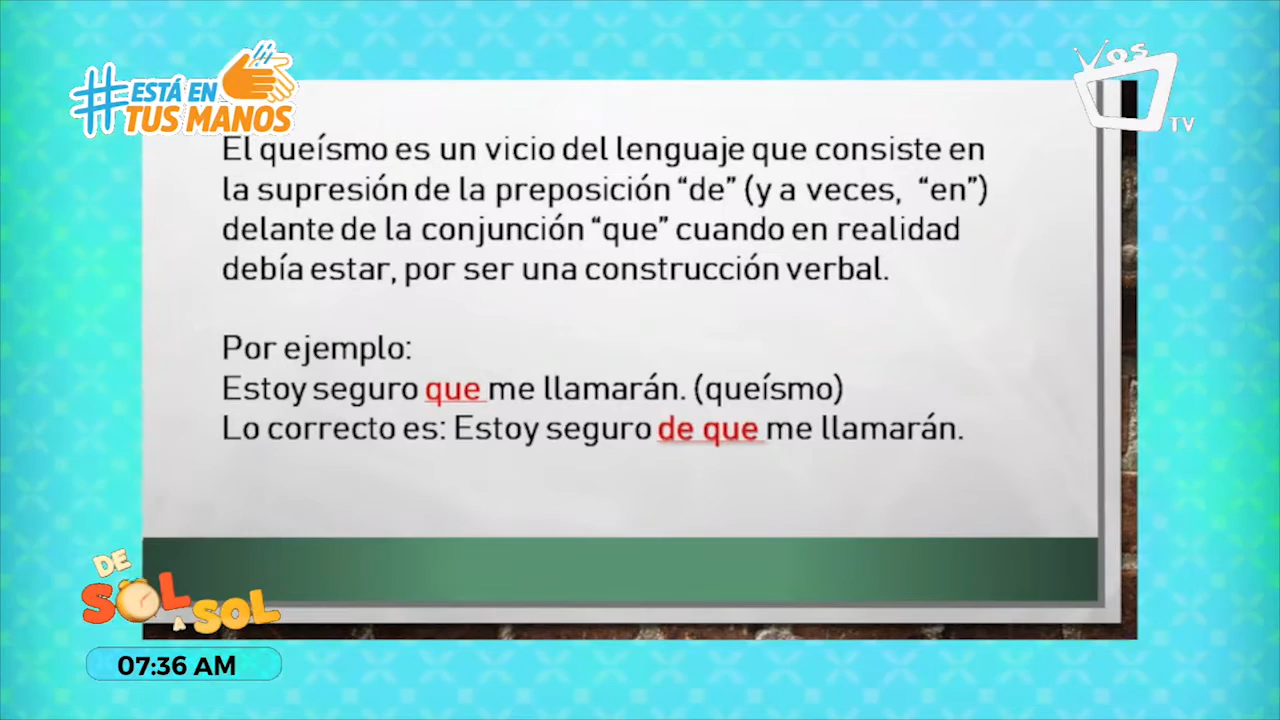 #ESTÁ EN
TUS MANOS
VOS
TV
El queísmo es un vicio del lenguaje que consiste en
la supresión de la preposición “de” (y a veces, “en”)
delante de la conjunción “que” cuando en realidad
debía estar, por ser una construcción verbal.
Por ejemplo:
Estoy seguro que me llamarán. (queísmo)
Lo correcto es: Estoy seguro de que me llamarán.
DE
SOL
A SOL
07:36 AM